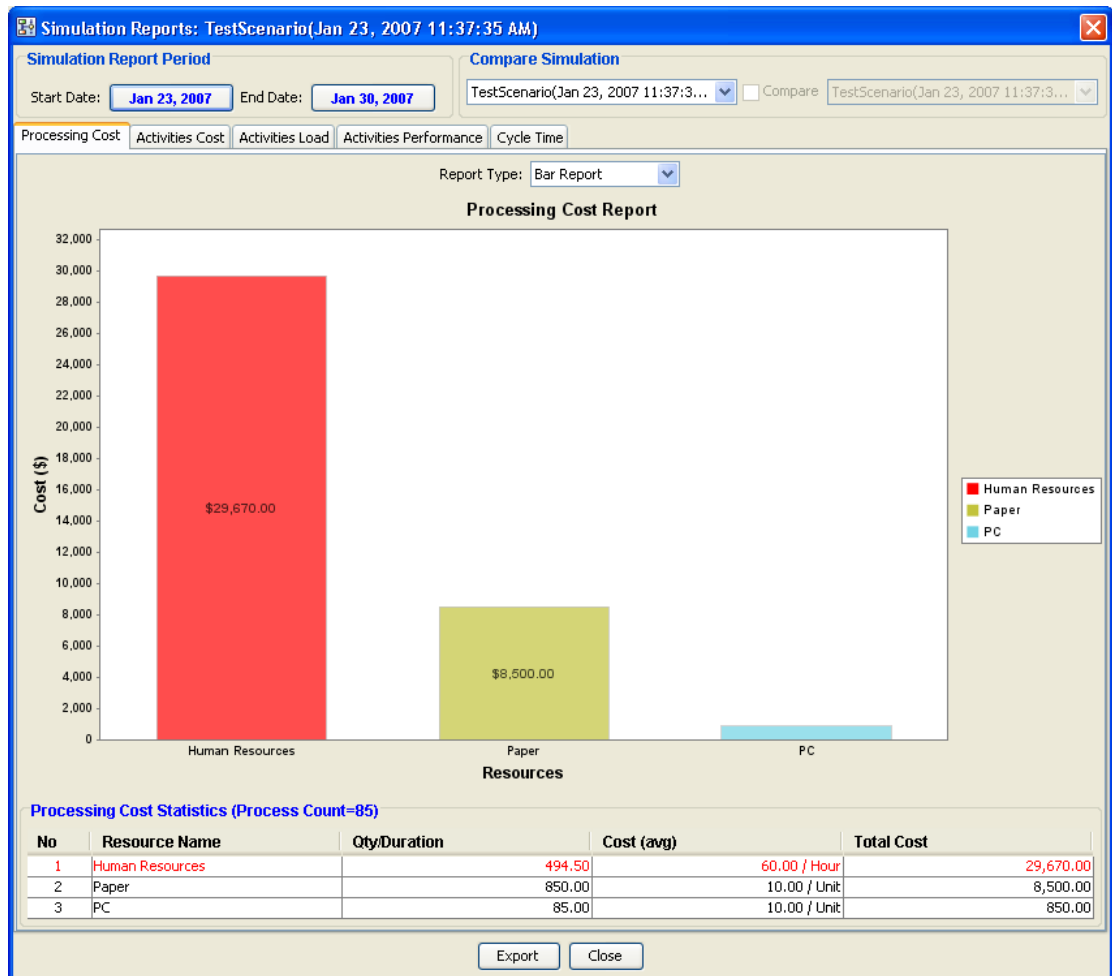 Simulation Reports: TestScenario(Jan 23, 2007 11:37:35 AM)
Simulation Report Period
Start Date: Jan 23, 2007 End Date: Jan 30, 2007
Compare Simulation
TestScenario(Jan 23, 2007 11:37:3... Compare TestScenario(Jan 23, 2007 11:37:3...
Processing Cost Activities Cost Activities Load Activities Performance Cycle Time
Report Type: Bar Report
Processing Cost Report
Cost ($)
32,000
30,000
28,000
26,000
24,000
22,000
20,000
18,000
16,000
14,000
12,000
10,000
8,000
6,000
4,000
2,000
0
$29,670.00
$8,500.00
Human Resources Paper PC
Resources
Human Resources
Paper
PC
Processing Cost Statistics (Process Count=85)
No Resource Name Qty/Duration Cost (avg) Total Cost
1 Human Resources 494.50 60.00 / Hour 29,670.00
2 Paper 850.00 10.00 / Unit 8,500.00
3 PC 85.00 10.00 / Unit 850.00
Export Close